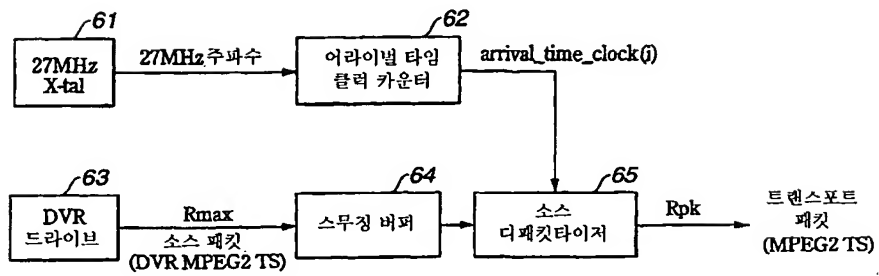 61
27MHz
X-tal
27MHz 주파수
62
어라이벌 타임
클럭 카운터
arrival_time_clock(i)
63
DVR
드라이브
Rmax
소스 패킷
(DVR MPEG2 TS)
64
스무징 버퍼
65
소스
디패킷타이저
Rpk
트랜스포트
패킷
(MPEG2 TS)